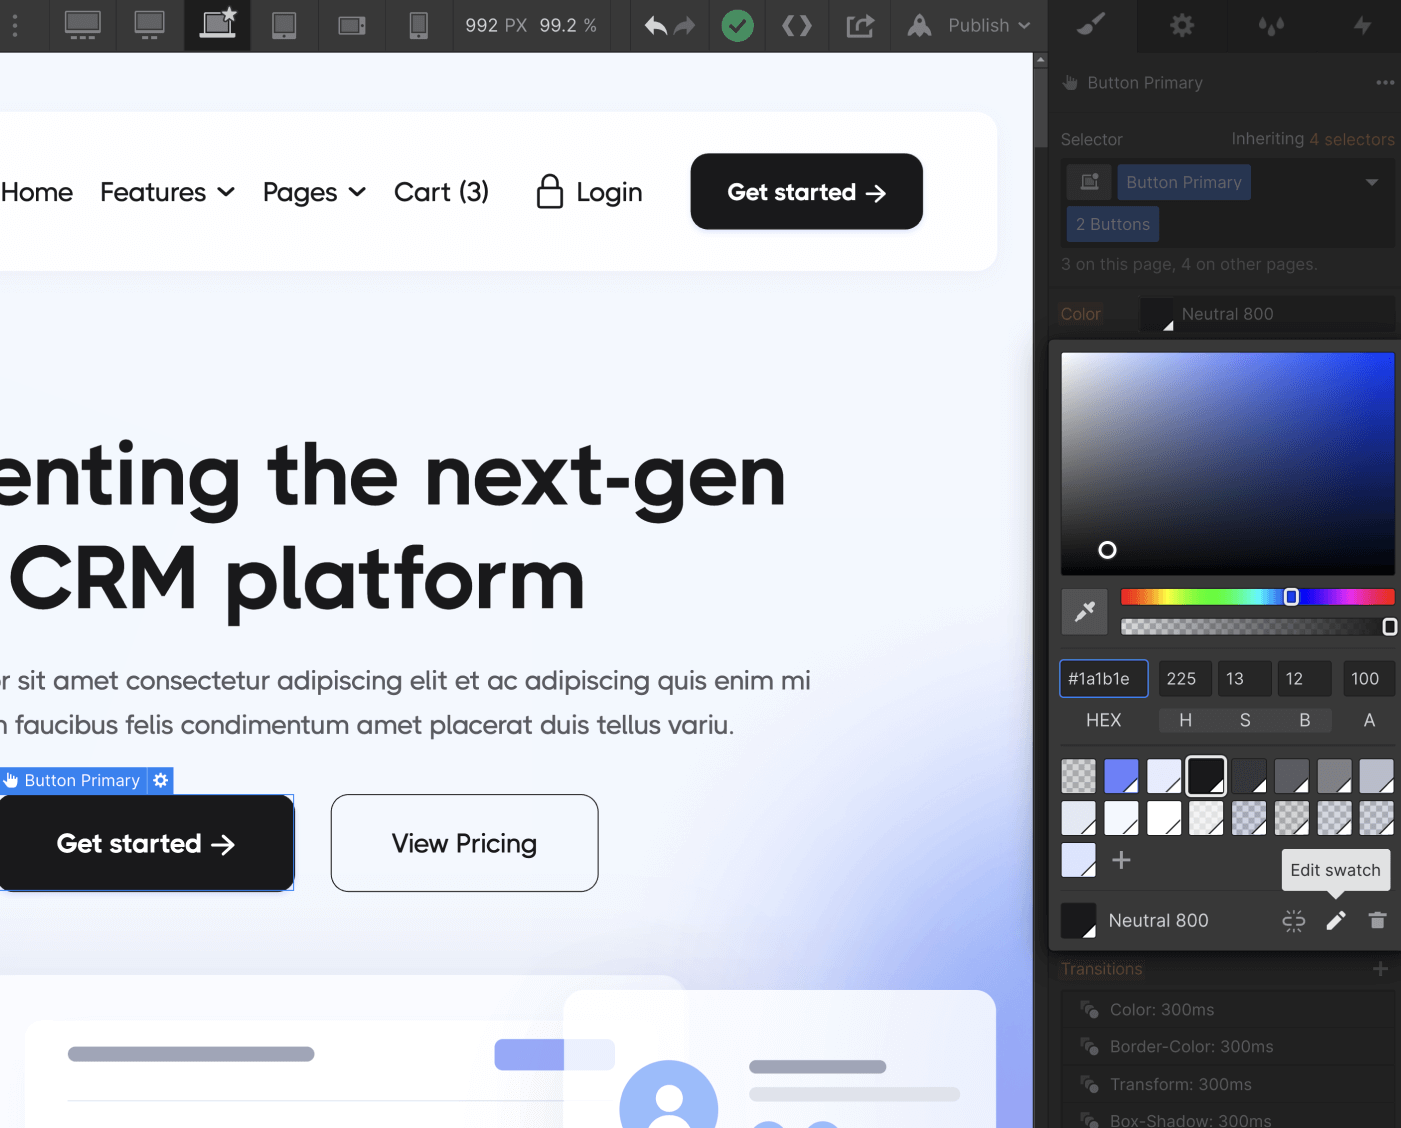 992 PX 99.2 %
Publish
Button Primary
Selector
Inheriting 4 selectors
Button Primary
2 Buttons
3 on this page, 4 on other pages.
Color
Neutral 800
Home Features Pages Cart (3) Login Get started →
enting the next-gen
CRM platform
r sit amet consectetur adipiscing elit et ac adipiscing quis enim mi
n faucibus felis condimentum amet placerat duis tellus variu.
Button Primary
Get started →
View Pricing
#1a1b1e 225 13 12 100
HEX H S B A
Edit swatch
Neutral 800
Transitions
Color: 300ms
Border-Color: 300ms
Transform: 300ms
Box-Shadow: 300ms